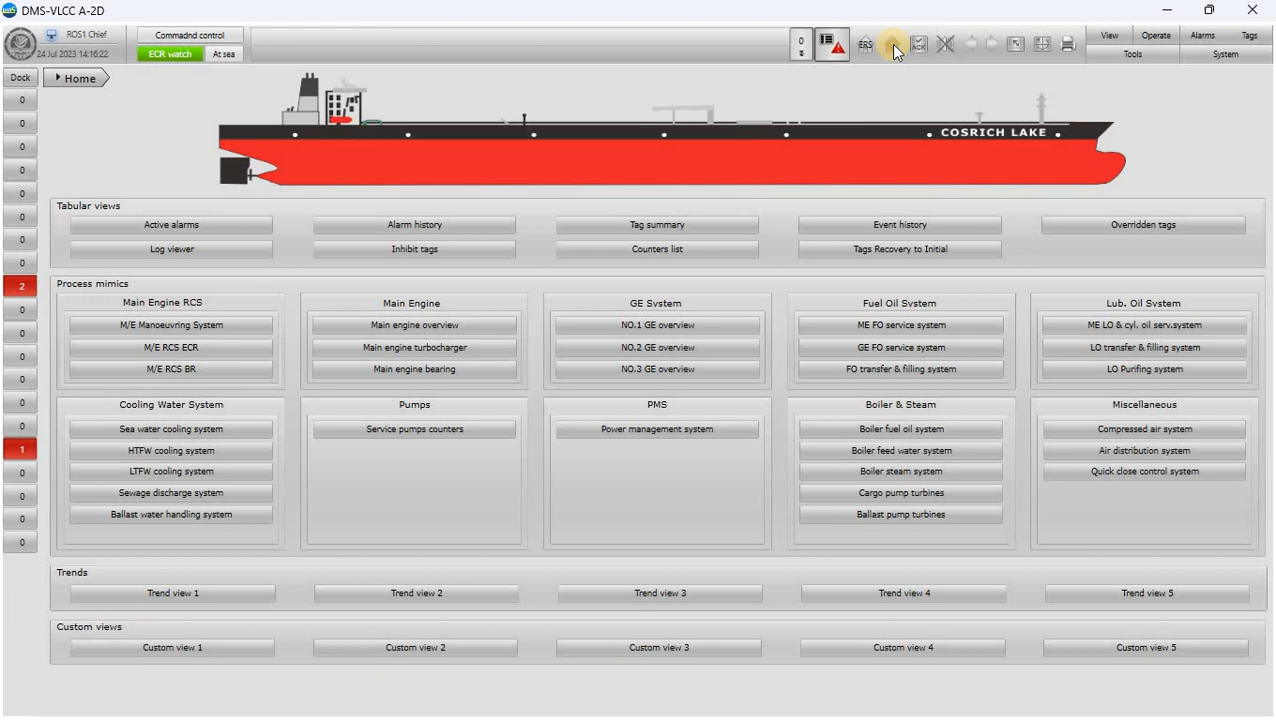 DMS-VLCC A-2D
ROS1 Chief
24 Jul 2023 14:16:22
Commadnd control
ECR watch
At sea
0
ERS
ACK
View
Operate
Alarms
Tags
Tools
System
Dock
Home
0
0
0
0
0
0
0
0
2
0
0
0
0
0
0
1
0
0
0
0
COSRICH LAKE
Tabular views
Active alarms
Alarm history
Tag summary
Event history
Overridden tags
Log viewer
Inhibit tags
Counters list
Tags Recovery to Initial
Process mimics
Main Engine RCS
M/E Manoeuvring System
M/E RCS ECR
M/E RCS BR
Main Engine
Main engine overview
Main engine turbocharger
Main engine bearing
GE System
NO.1 GE overview
NO.2 GE overview
NO.3 GE overview
Fuel Oil System
ME FO service system
GE FO service system
FO transfer & filling system
Lub. Oil System
ME LO & cyl. oil serv.system
LO transfer & filling system
LO Purifing system
Cooling Water System
Sea water cooling system
HTFW cooling system
LTFW cooling system
Sewage discharge system
Ballast water handling system
Pumps
Service pumps counters
PMS
Power management system
Boiler & Steam
Boiler fuel oil system
Boiler feed water system
Boiler steam system
Cargo pump turbines
Ballast pump turbines
Miscellaneous
Compressed air system
Air distribution system
Quick close control system
Trends
Trend view 1
Trend view 2
Trend view 3
Trend view 4
Trend view 5
Custom views
Custom view 1
Custom view 2
Custom view 3
Custom view 4
Custom view 5